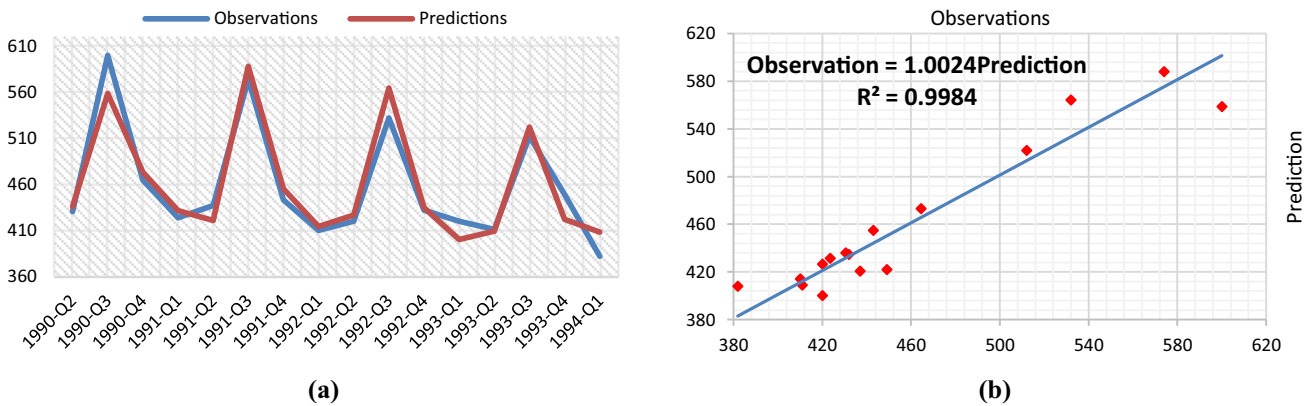 Observations Predictions
610
560
510
460
410
360
1990-Q2
1990-Q3
1990-Q4
1991-Q1
1991-Q2
1991-Q3
1991-Q4
1992-Q1
1992-Q2
1992-Q3
1992-Q4
1993-Q1
1993-Q2
1993-Q3
1993-Q4
1994-Q1
(a)
Observations
620
580
540
500
460
420
380
Observation = 1.0024Prediction
R² = 0.9984
Prediction
380 420 460 500 540 580 620
(b)